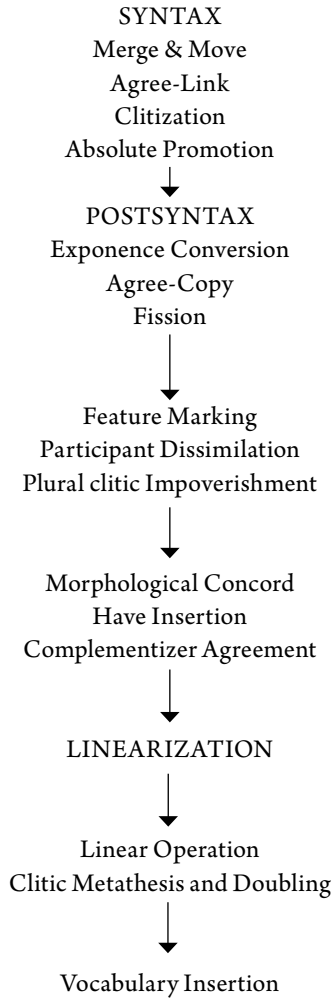 SYNTAX
Merge & Move
Agree-Link
Clitization
Absolute Promotion
POSTSYNTAX
Exponence Conversion
Agree-Copy
Fission
Feature Marking
Participant Dissimilation
Plural clitic Impoverishment
Morphological Concord
Have Insertion
Complementizer Agreement
LINEARIZATION
Linear Operation
Clitic Metathesis and Doubling
Vocabulary Insertion